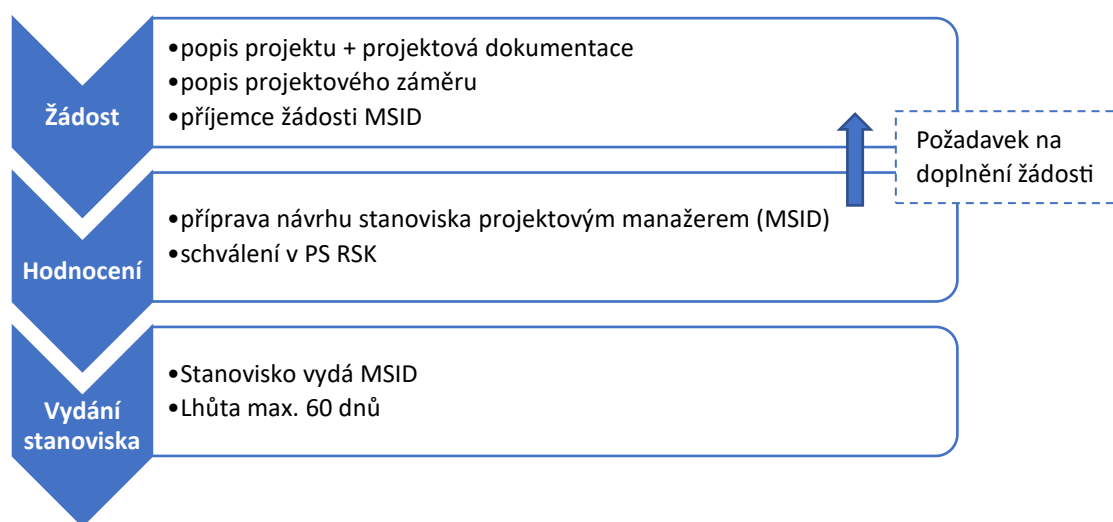 Žádost
•popis projektu + projektová dokumentace
•popis projektového záměru
•příjemce žádosti MSID
Požadavek na
doplnění žádosti
Hodnocení
•příprava návrhu stanoviska projektovým manažerem (MSID)
•schválení v PS RSK
Vydání
stanoviska
•Stanovisko vydá MSID
•Lhůta max. 60 dnů